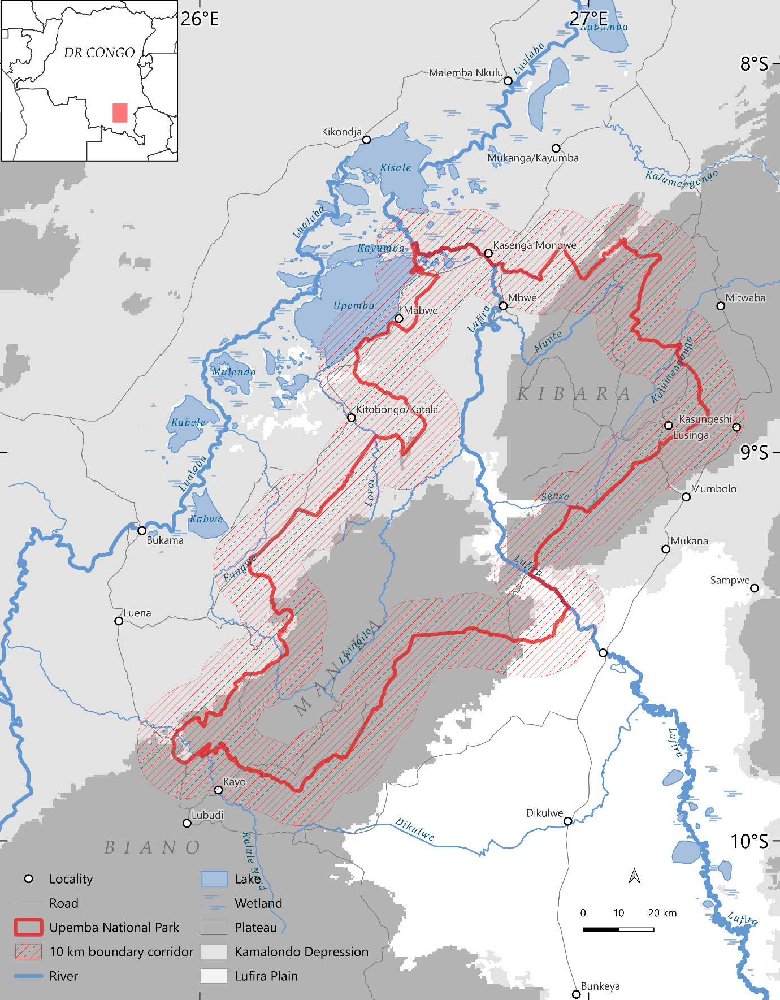 26°E
27°E
Kabamba
DR CONGO
8°S
Lualaba
Malemba Nkulu
Kikondja
Mukanga/Kayumba
Kisale
Kalumengongo
Lualaba
Kayumba
Kasenga Mondwe
Upemba
Mbwe
Mitwaba
Mabwe
Lufira
Munte
Kalumengongo
Mulenda
KIBARA
Kitobongo/Katala
Kabele
Kasungeshi
Lusinga
9°S
Lualaba
Lovoi
Sense
Mumbolo
Kabwe
Bukama
Mukana
Fungwe
Lufira
Sampwe
Luena
Lwingila
MANIKA
Lufira
Kayo
Lubudi
Dikulwe
Dikulwe
BIANO
Kalule Nord
10°S
Locality
Road
Upemba National Park
10 km boundary corridor
River
Lake
Wetland
Plateau
Kamalondo Depression
Lufira Plain
0 10 20 km
Lufira
Bunkeya